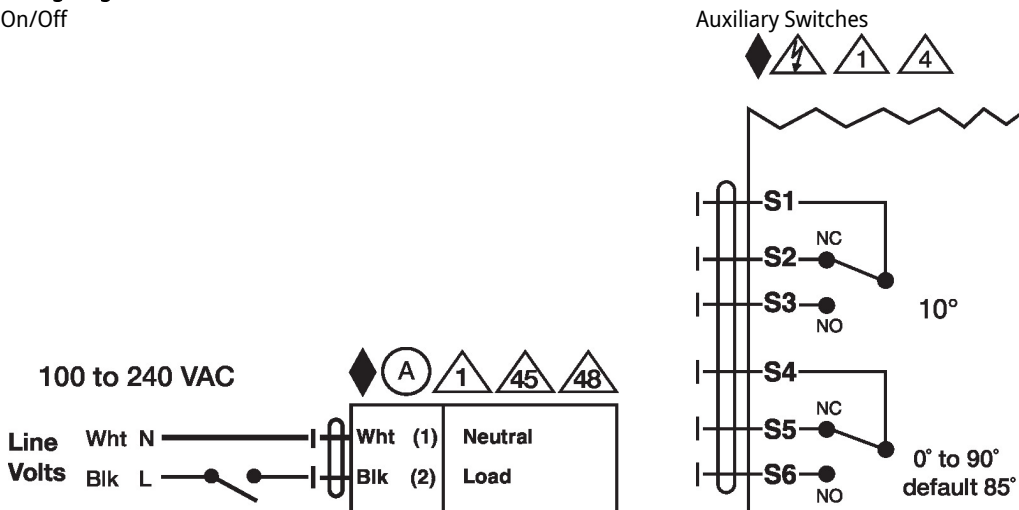 On/Off
Auxiliary Switches
1
4
S1
NC
S2
S3
10°
NO
S4
NC
S5
0° to 90°
default 85°
S6
NO
100 to 240 VAC
A
1
45
48
Line
Volts
Wht N
Wht (1) Neutral
Blk L
Blk (2) Load